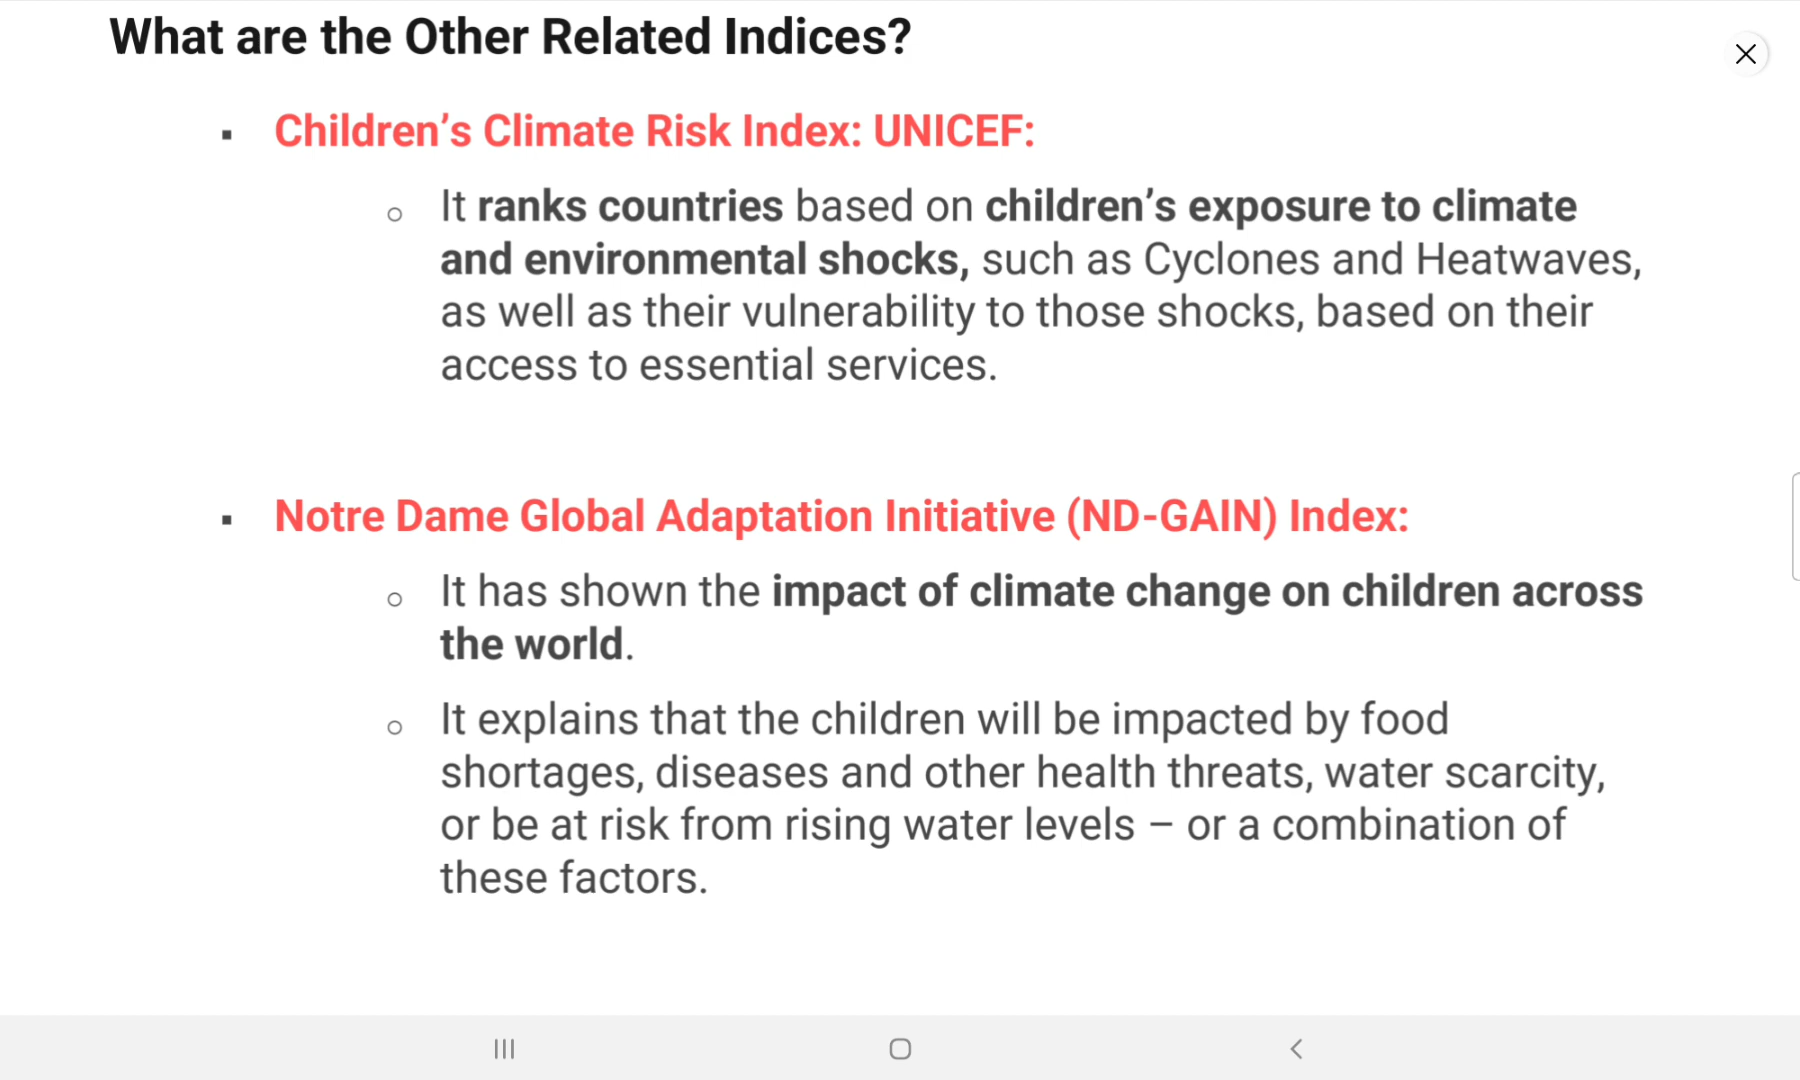 What are the Other Related Indices?
▪ Children’s Climate Risk Index: UNICEF:
○ It ranks countries based on children’s exposure to climate
and environmental shocks, such as Cyclones and Heatwaves,
as well as their vulnerability to those shocks, based on their
access to essential services.
▪ Notre Dame Global Adaptation Initiative (ND-GAIN) Index:
○ It has shown the impact of climate change on children across
the world.
○ It explains that the children will be impacted by food
shortages, diseases and other health threats, water scarcity,
or be at risk from rising water levels – or a combination of
these factors.